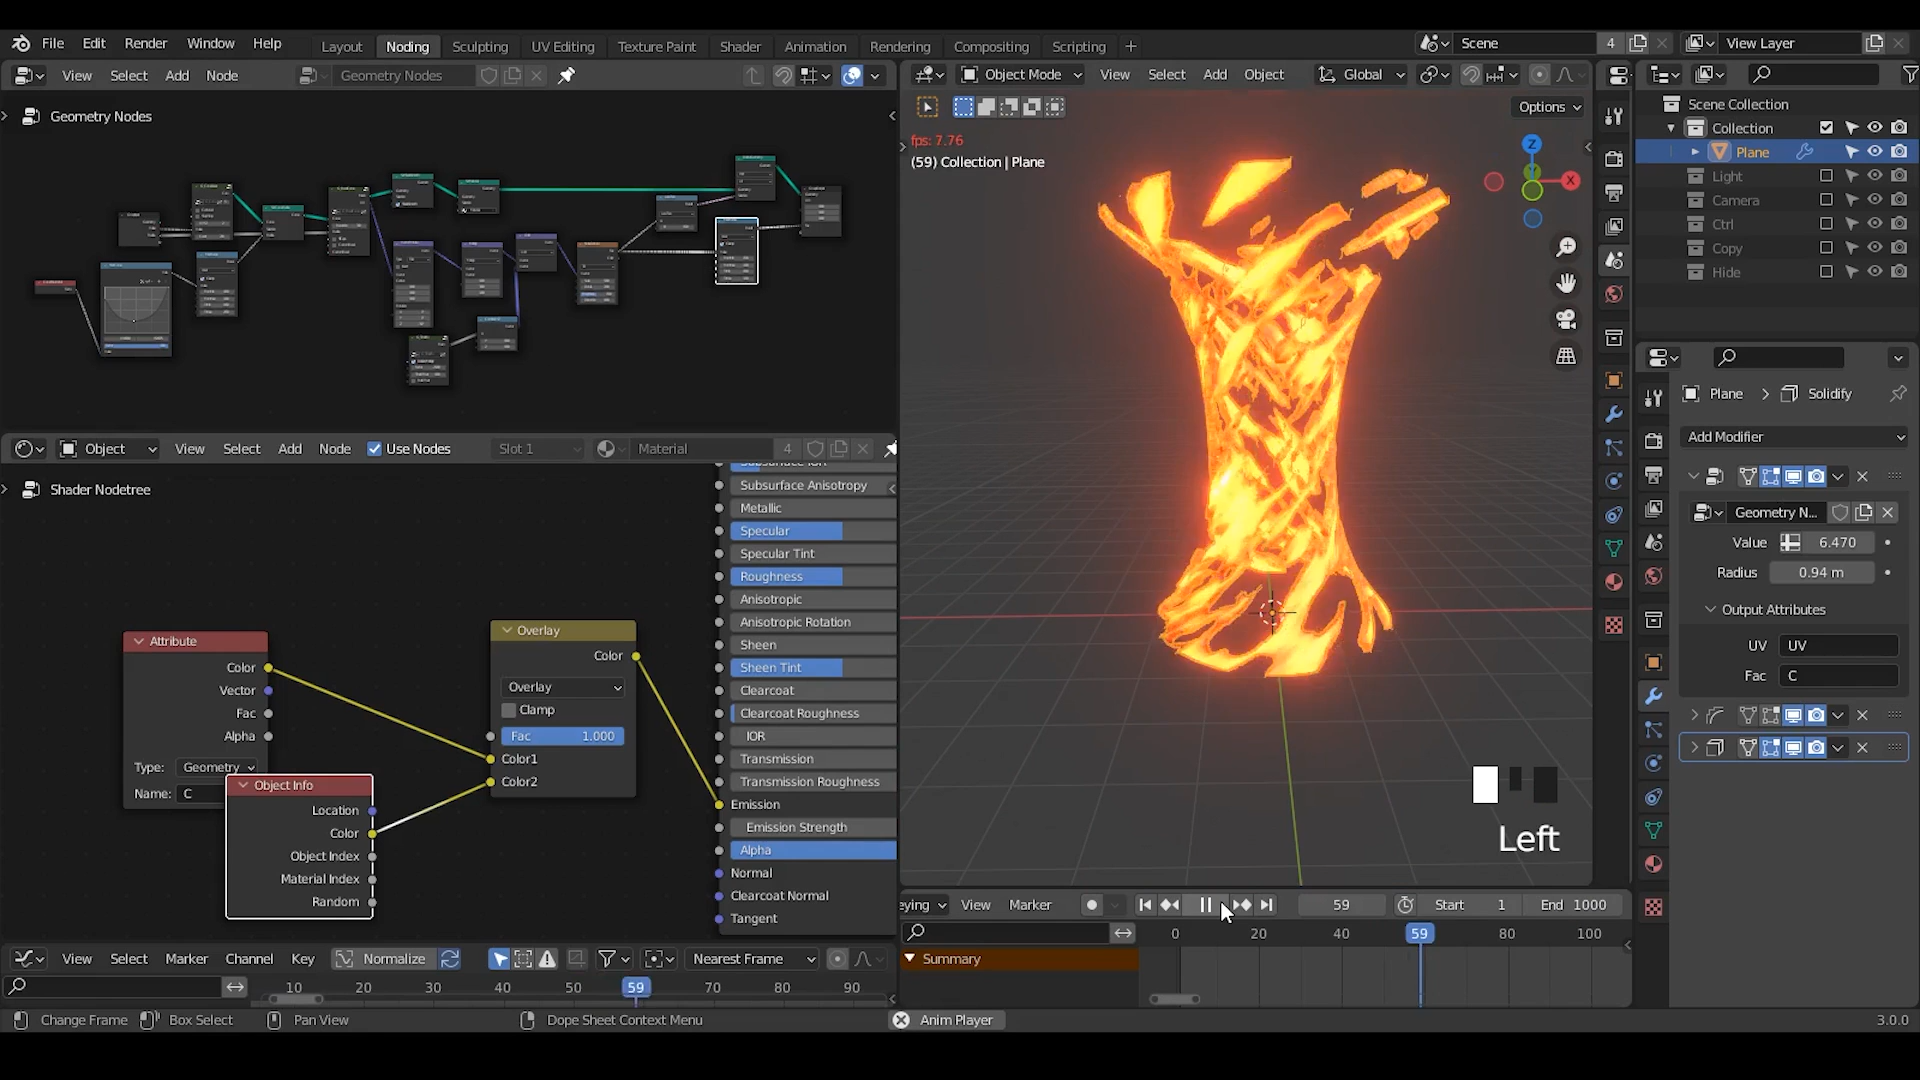 File Edit Render Window Help Layout Noding Sculpting UV Editing Texture Paint Shader Animation Rendering Compositing Scripting + Scene 4 View Layer
View Select Add Node Geometry Nodes
Object Mode View Select Add Object Global
Options
Geometry Nodes
fps: 7.76
(59) Collection | Plane
Z
X
Scene Collection
Collection
Plane
Light
Camera
Ctrl
Copy
Hide
Plane > Solidify
Add Modifier
Geometry N...
Value 6.470
Radius 0.94 m
Output Attributes
UV UV
Fac C
Object View Select Add Node Use Nodes Slot 1 Material 4
Shader Nodetree
Attribute
Color
Vector
Fac
Alpha
Type: Geometry
Name: C
Object Info
Location
Color
Object Index
Material Index
Random
Overlay
Color
Overlay
Clamp
Fac 1.000
Color1
Color2
Subsurface IOR
Subsurface Anisotropy
Metallic
Specular
Specular Tint
Roughness
Anisotropic
Anisotropic Rotation
Sheen
Sheen Tint
Clearcoat
Clearcoat Roughness
IOR
Transmission
Transmission Roughness
Emission
Emission Strength
Alpha
Normal
Clearcoat Normal
Tangent
Left
eying View Marker 59 Start 1 End 1000
0 20 40 59 80 100
Summary
View Select Marker Channel Key Normalize Nearest Frame
10 20 30 40 50 59 70 80 90
Change Frame Box Select Pan View Dope Sheet Context Menu Anim Player 3.0.0